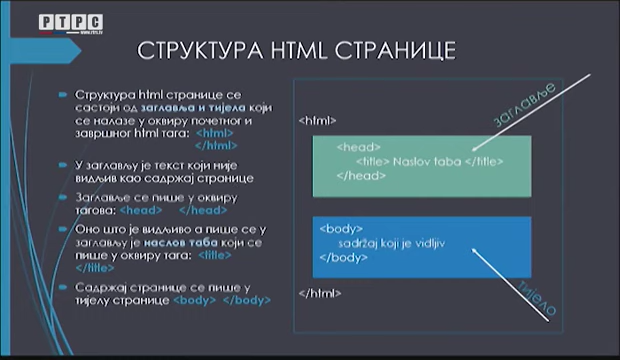 РТРС
www.rtrs.tv
СТРУКТУРА HTML СТРАНИЦЕ
Структура html странице се
састоји од заглавља и тијела који
се налазе у оквиру почетног и
завршног html тага: <html>
</html>
У заглављу је текст који није
видљив као садржај странице
Заглавље се пише у оквиру
тагова: <head> </head>
Оно што је видљиво а пише се у
заглављу је наслов таба који се
пише у оквиру тага: <title>
</title>
Садржај странице се пише у
тијелу странице <body> </body>
<html>
заглавље
<head>
<title> Naslov taba </title>
</head>
<body>
sadržaj koji je vidljiv
</body>
тијело
</html>